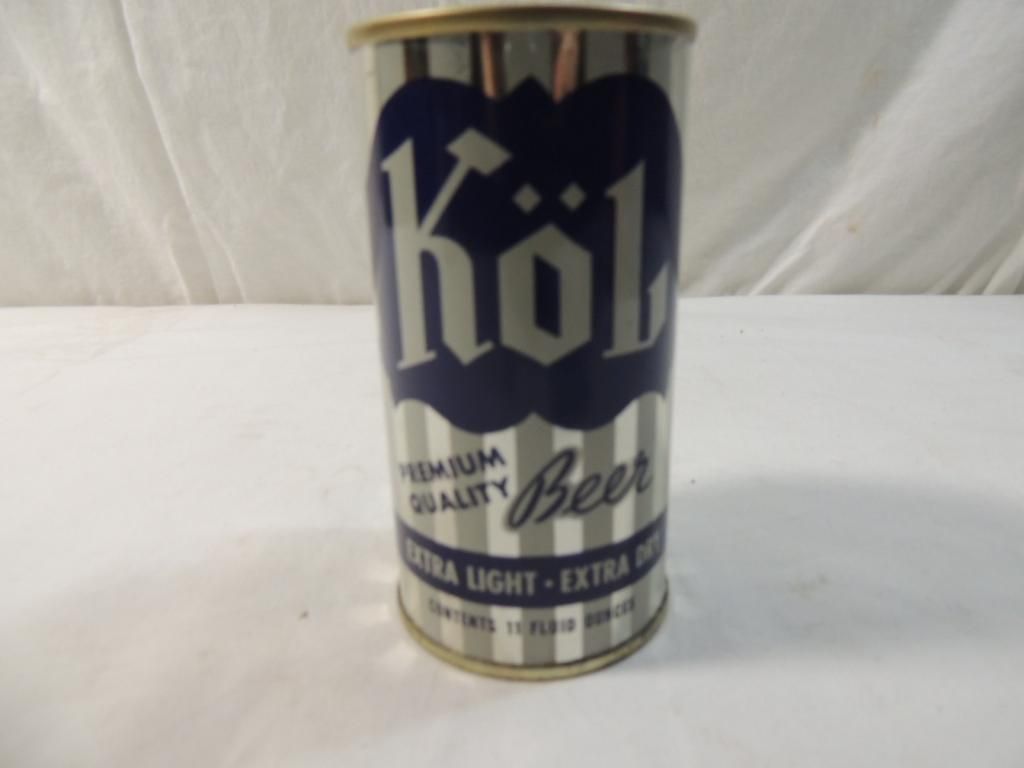 KöL
PREMIUM
QUALITY
Beer
EXTRA LIGHT - EXTRA DRY
CONTENTS 11 FLUID OUNCES